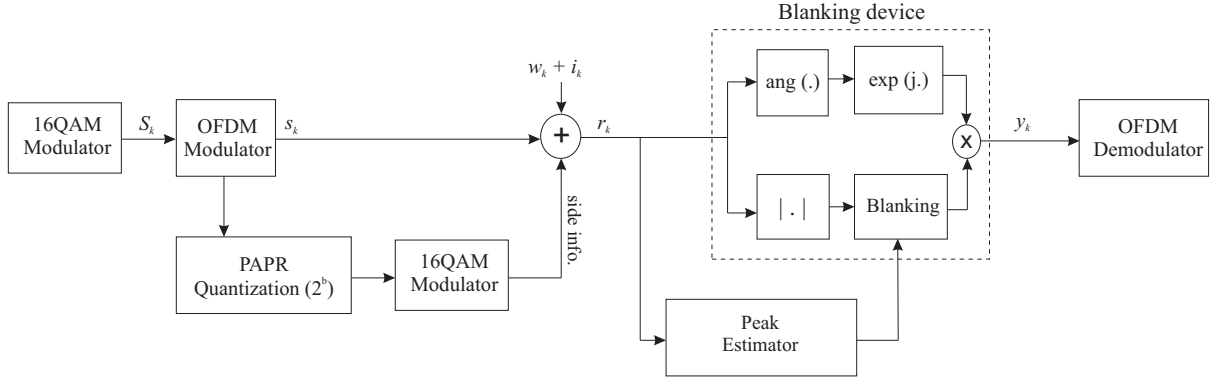 Blanking device
w_k + i_k
ang (.)
exp (j.)
16QAM
Modulator
S_k
OFDM
Modulator
s_k
+
r_k
x
y_k
OFDM
Demodulator
| . |
Blanking
side info.
PAPR
Quantization (2^b)
16QAM
Modulator
Peak
Estimator